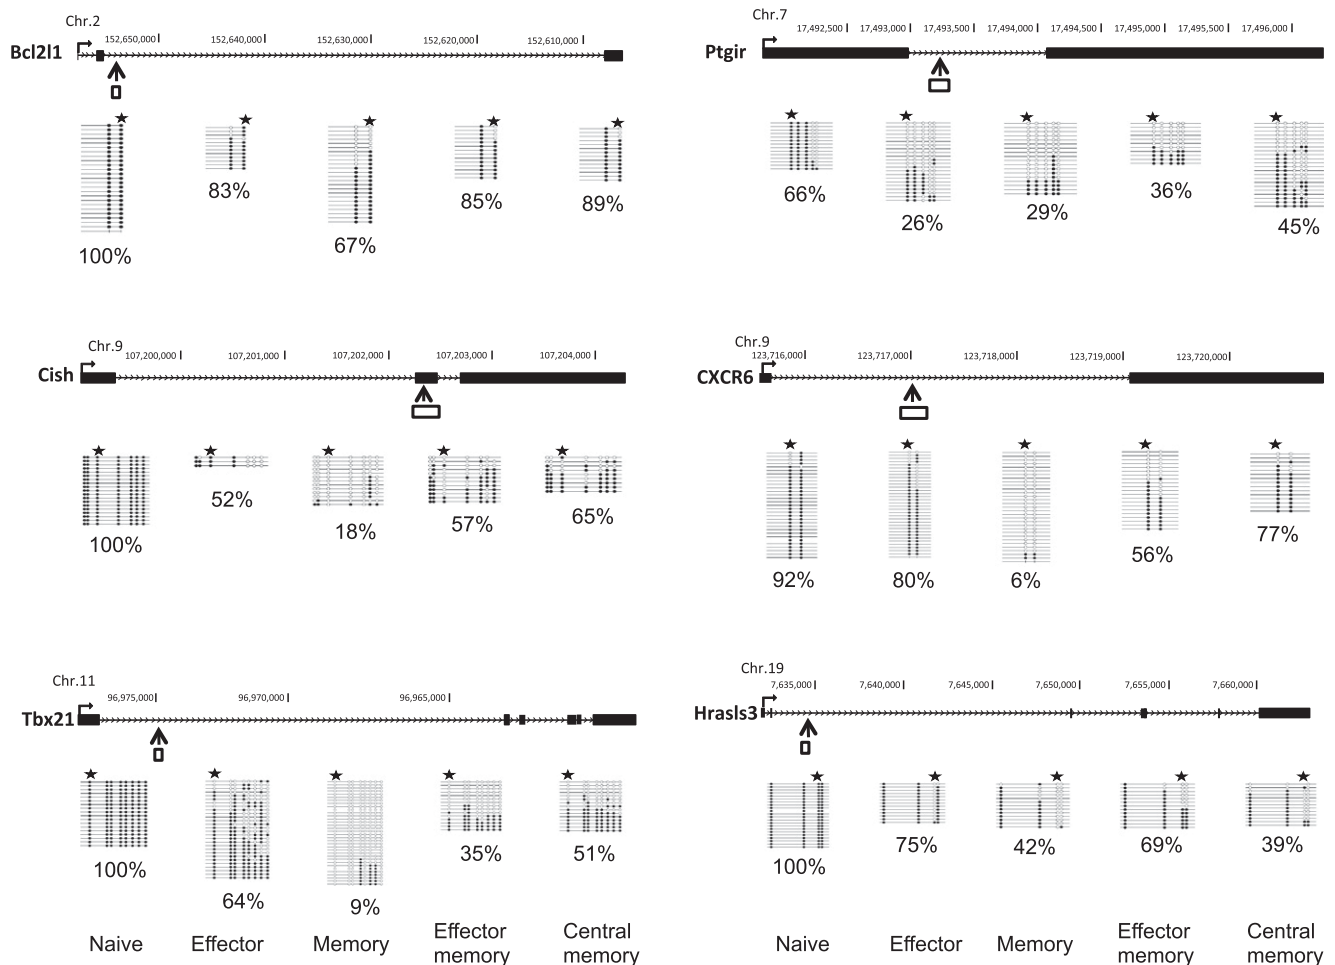 Chr.2
152,650,000 152,640,000 152,630,000 152,620,000 152,610,000
Bcl2l1
100% 83% 67% 85% 89%
Chr.7
17,492,500 17,493,000 17,493,500 17,494,000 17,494,500 17,495,000 17,495,500 17,496,000
Ptgir
66% 26% 29% 36% 45%
Chr.9
107,200,000 107,201,000 107,202,000 107,203,000 107,204,000
Cish
100% 52% 18% 57% 65%
Chr.9
123,716,000 123,717,000 123,718,000 123,719,000 123,720,000
CXCR6
92% 80% 6% 56% 77%
Chr.11
96,975,000 96,970,000 96,965,000
Tbx21
100% 64% 9% 35% 51%
Chr.19
7,635,000 7,640,000 7,645,000 7,650,000 7,655,000 7,660,000
Hrasls3
100% 75% 42% 69% 39%
Naive Effector Memory Effector memory Central memory
Naive Effector Memory Effector memory Central memory